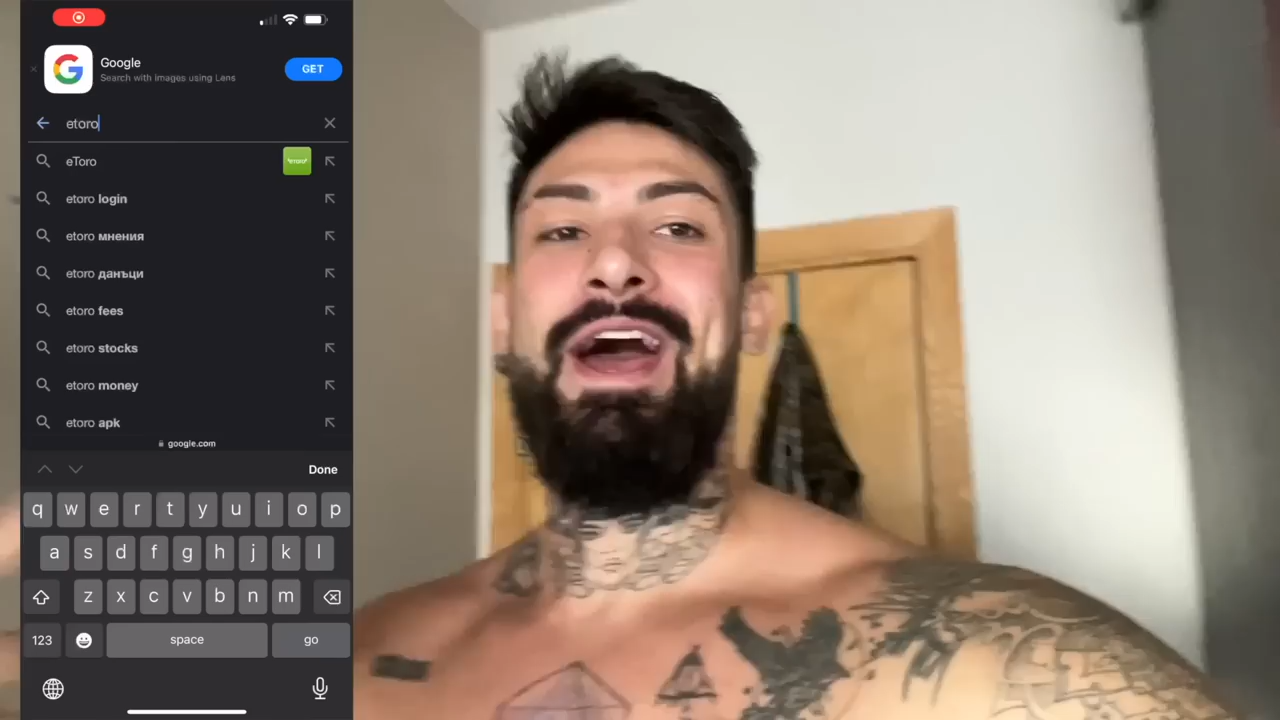 Google
Search with images using Lens
GET
etoro
eToro
etoro login
etoro мнения
etoro данъци
etoro fees
etoro stocks
etoro money
etoro apk
google.com
Done
q w e r t y u i o p
a s d f g h j k l
z x c v b n m
123
space
go